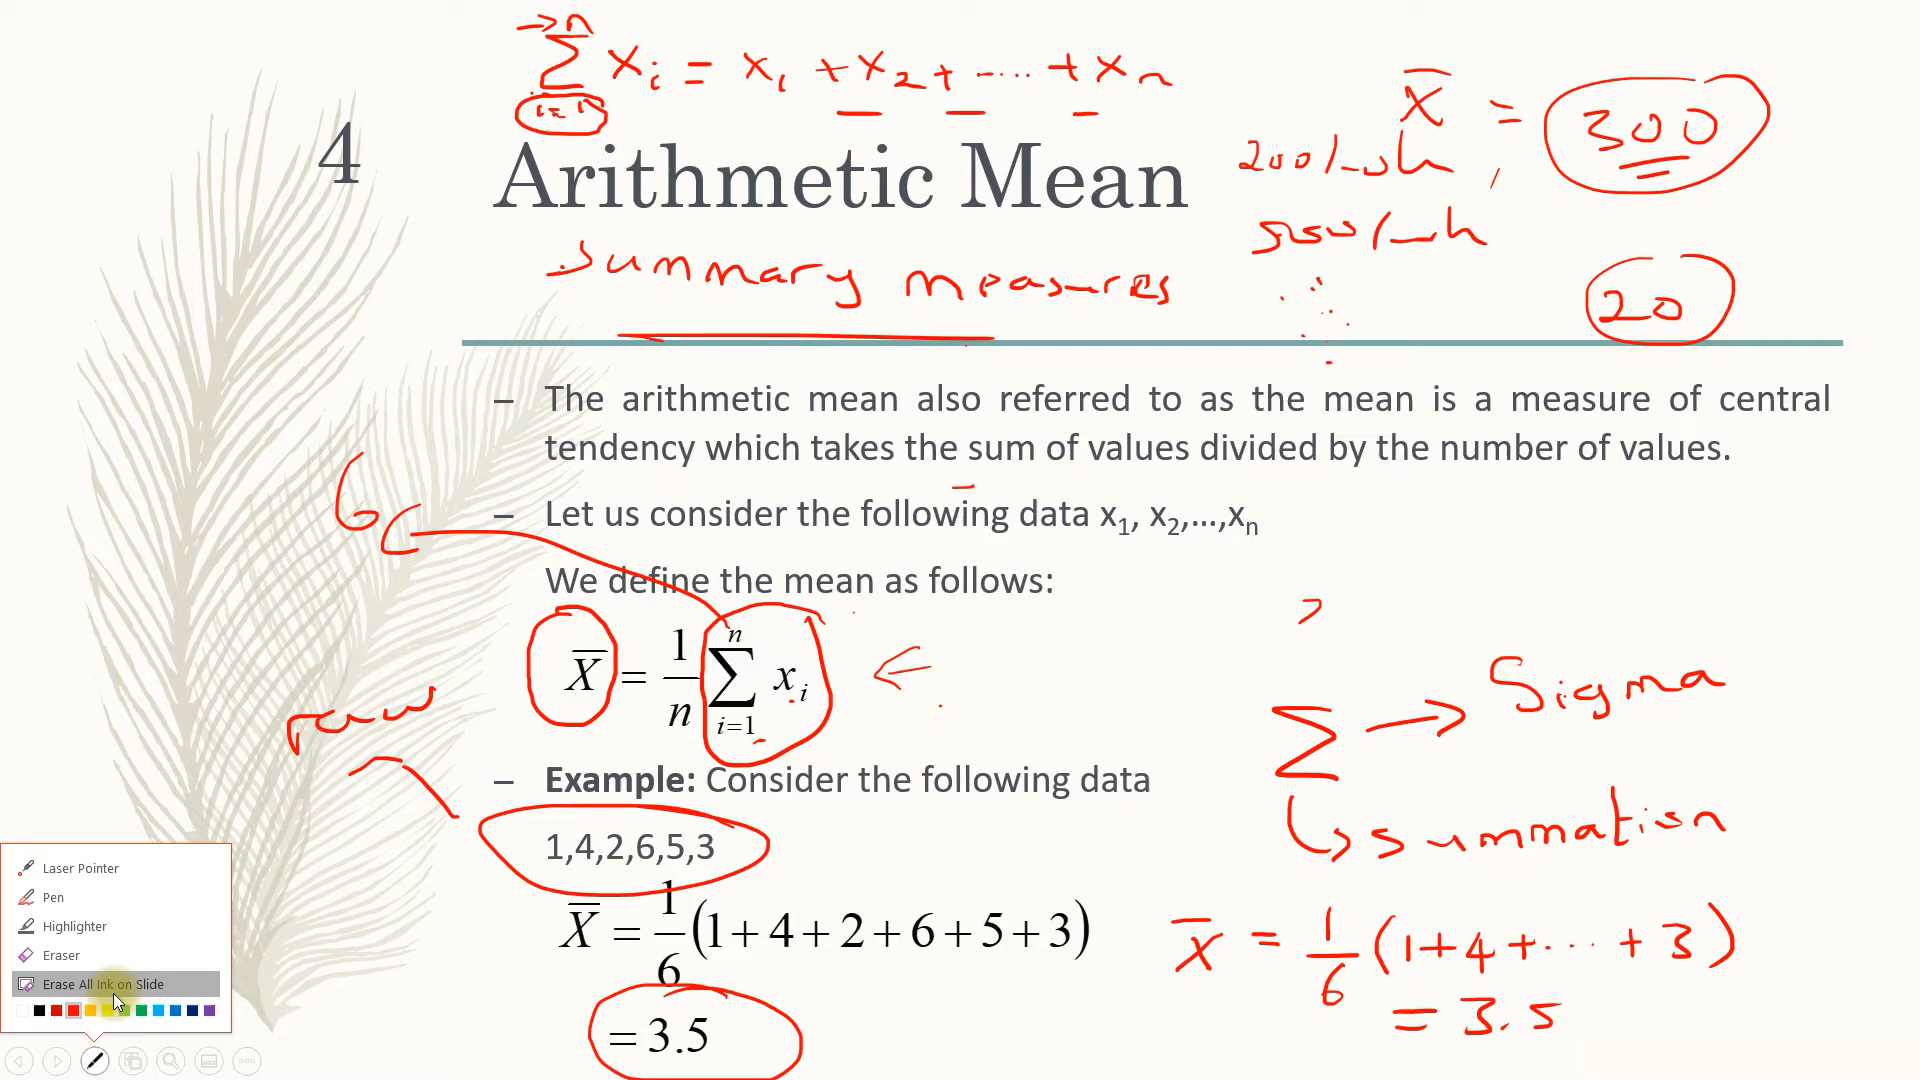 n
∑ xi = x1 + x2 + ..... + xn
i=1
4
Arithmetic Mean
X̄ = 300
200/-sh,
20
summary measures
– The arithmetic mean also referred to as the mean is a measure of central
tendency which takes the sum of values divided by the number of values.
– Let us consider the following data x1, x2,...,xn
We define the mean as follows:
6
X̄ = 1/n ∑ n i=1 xi
raw
∑ → Sigma
summation
– Example: Consider the following data
1,4,2,6,5,3
X̄ = 1/6 (1+4+2+6+5+3)
= 3.5
X̄ = 1/6 (1+4+...+3)
= 3.5
Laser Pointer
Pen
Highlighter
Eraser
Erase All Ink on Slide